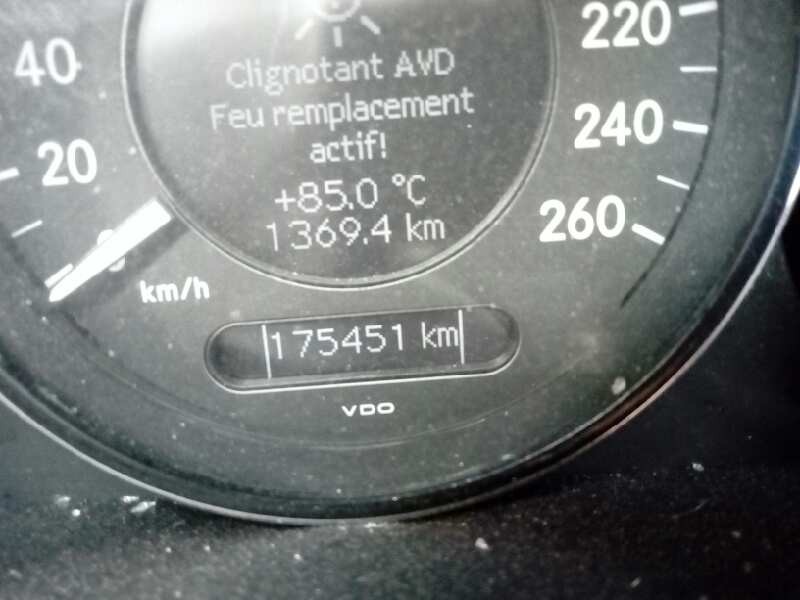 40
20
0
km/h
Clignotant AVD
Feu remplacement
actif!
+85.0 °C
1369.4 km
220
240
260
175451 km
VDO